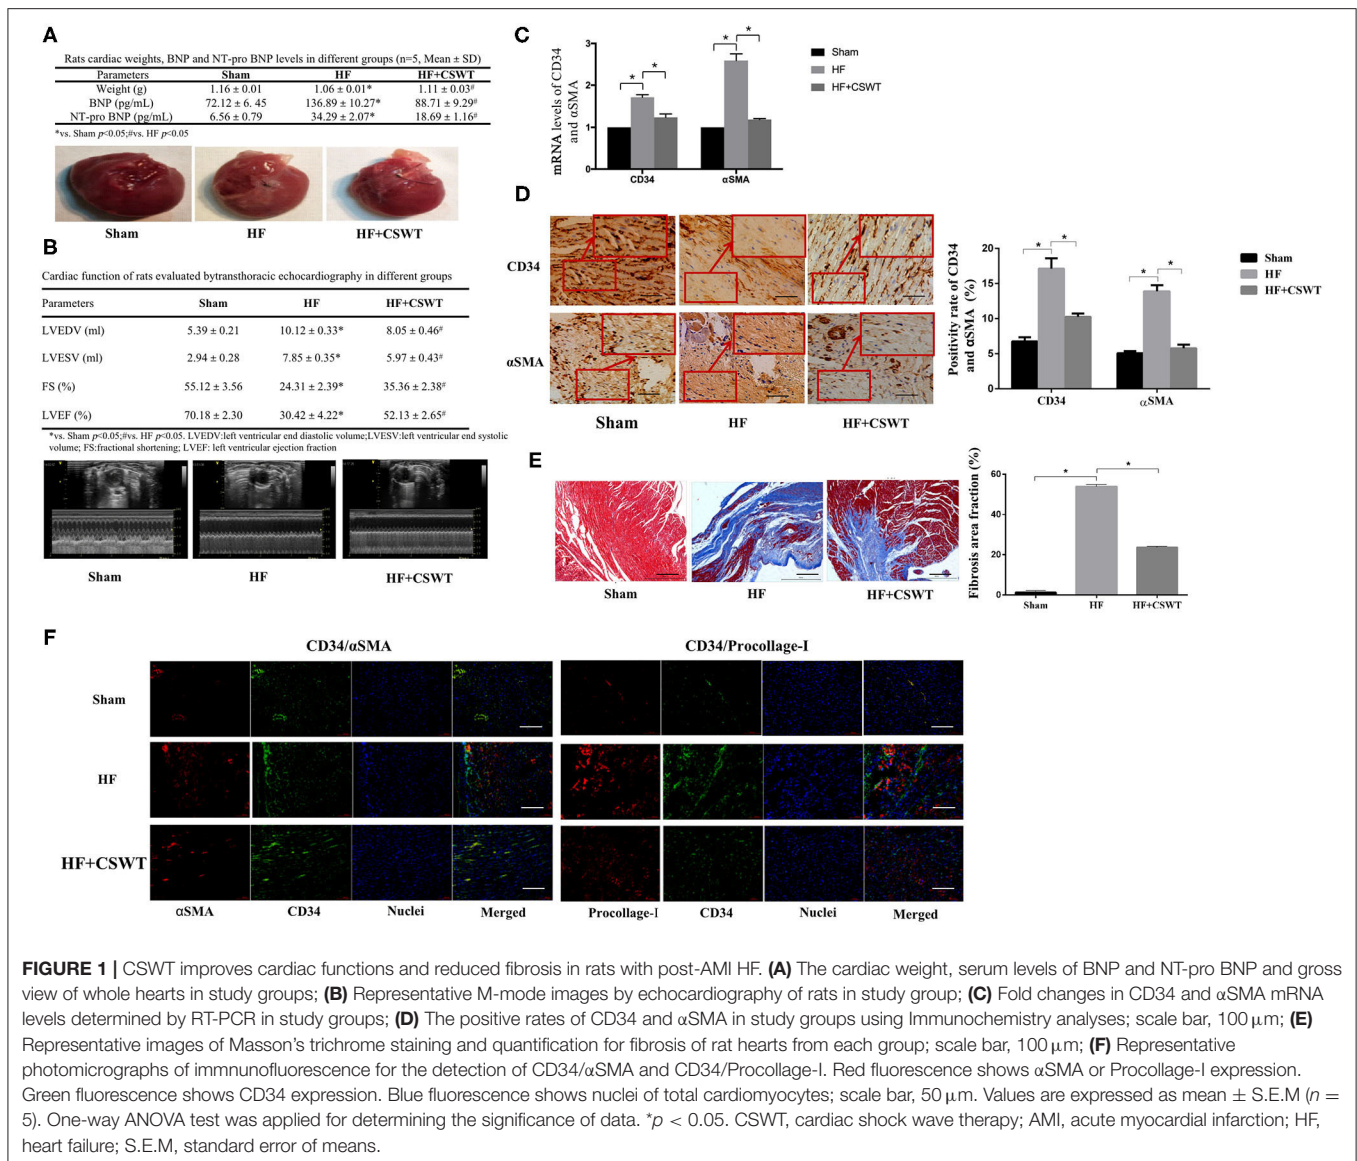 A
Rats cardiac weights, BNP and NT-pro BNP levels in different groups (n=5, Mean ± SD)
Parameters Sham HF HF+CSWT
Weight (g) 1.16 ± 0.01 1.06 ± 0.01* 1.11 ± 0.03#
BNP (pg/mL) 72.12 ± 6. 45 136.89 ± 10.27* 88.71 ± 9.29#
NT-pro BNP (pg/mL) 6.56 ± 0.79 34.29 ± 2.07* 18.69 ± 1.16#
*vs. Sham p<0.05;#vs. HF p<0.05
Sham HF HF+CSWT
B
Cardiac function of rats evaluated bytransthoracic echocardiography in different groups
Parameters Sham HF HF+CSWT
LVEDV (ml) 5.39 ± 0.21 10.12 ± 0.33* 8.05 ± 0.46#
LVESV (ml) 2.94 ± 0.28 7.85 ± 0.35* 5.97 ± 0.43#
FS (%) 55.12 ± 3.56 24.31 ± 2.39* 35.36 ± 2.38#
LVEF (%) 70.18 ± 2.30 30.42 ± 4.22* 52.13 ± 2.65#
*vs. Sham p<0.05;#vs. HF p<0.05. LVEDV:left ventricular end diastolic volume;LVESV:left ventricular end systolic
volume; FS:fractional shortening; LVEF: left ventricular ejection fraction
Sham HF HF+CSWT
C
mRNA levels of CD34
and αSMA
3
2
1
0
* * * *
CD34 αSMA
Sham
HF
HF+CSWT
D
CD34
αSMA
Sham HF HF+CSWT
Positivity rate of CD34
and αSMA (%)
20
15
10
5
0
* * * *
CD34 αSMA
Sham
HF
HF+CSWT
E
Sham HF HF+CSWT
Fibrosis area fraction (%)
60
40
20
0
* *
Sham HF HF+CSWT
F
CD34/αSMA CD34/Procollage-I
Sham
HF
HF+CSWT
αSMA CD34 Nuclei Merged Procollage-I CD34 Nuclei Merged
FIGURE 1 | CSWT improves cardiac functions and reduced fibrosis in rats with post-AMI HF. (A) The cardiac weight, serum levels of BNP and NT-pro BNP and gross
view of whole hearts in study groups; (B) Representative M-mode images by echocardiography of rats in study group; (C) Fold changes in CD34 and αSMA mRNA
levels determined by RT-PCR in study groups; (D) The positive rates of CD34 and αSMA in study groups using Immunochemistry analyses; scale bar, 100 μm; (E)
Representative images of Masson's trichrome staining and quantification for fibrosis of rat hearts from each group; scale bar, 100 μm; (F) Representative
photomicrographs of immnunofluorescence for the detection of CD34/αSMA and CD34/Procollage-I. Red fluorescence shows αSMA or Procollage-I expression.
Green fluorescence shows CD34 expression. Blue fluorescence shows nuclei of total cardiomyocytes; scale bar, 50 μm. Values are expressed as mean ± S.E.M (n =
5). One-way ANOVA test was applied for determining the significance of data. *p < 0.05. CSWT, cardiac shock wave therapy; AMI, acute myocardial infarction; HF,
heart failure; S.E.M, standard error of means.